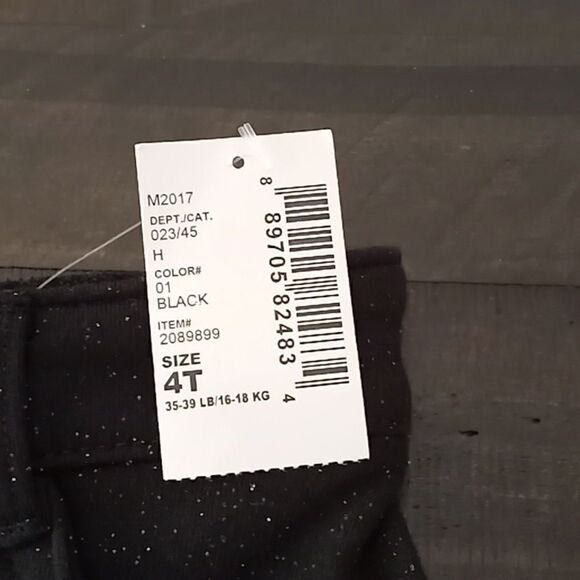 M2017
DEPT./CAT.
023/45
H
COLOR#
01
BLACK
ITEM#
2089899
SIZE
4T
35-39 LB/16-18 KG
8 89705 82483 4